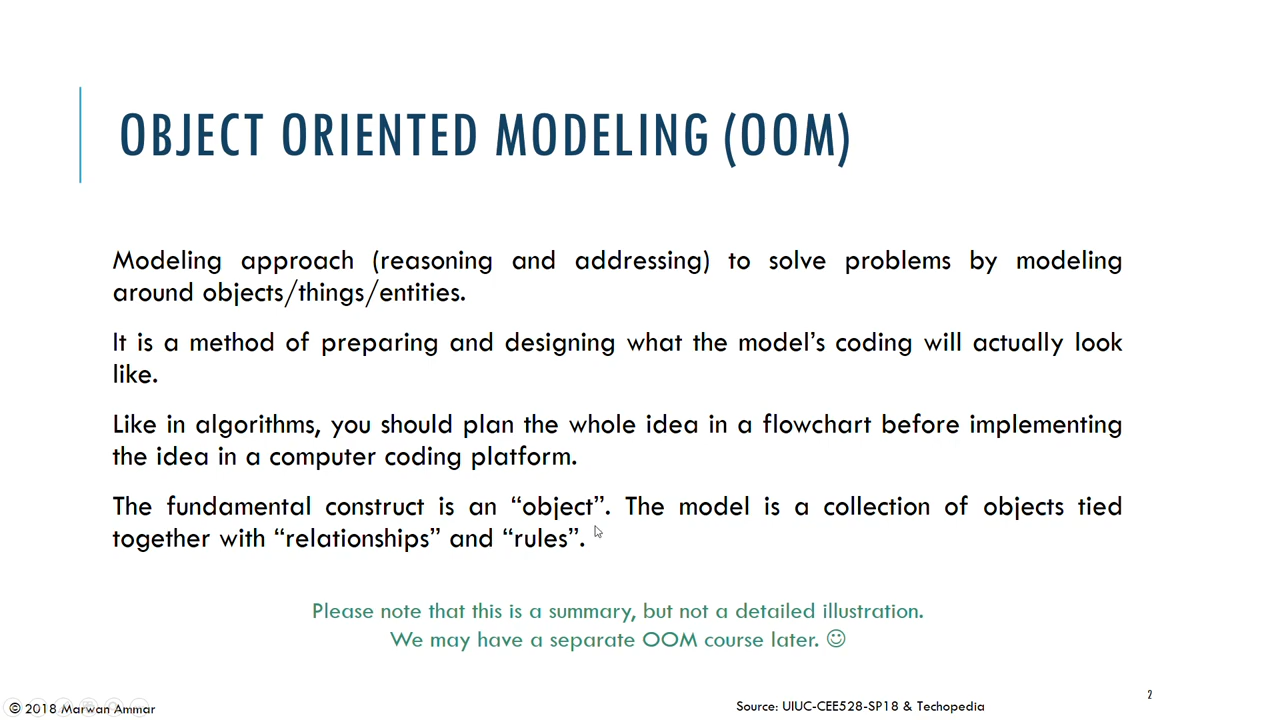 OBJECT ORIENTED MODELING (OOM)
Modeling approach (reasoning and addressing) to solve problems by modeling
around objects/things/entities.
It is a method of preparing and designing what the model’s coding will actually look
like.
Like in algorithms, you should plan the whole idea in a flowchart before implementing
the idea in a computer coding platform.
The fundamental construct is an “object”. The model is a collection of objects tied
together with “relationships” and “rules”.
Please note that this is a summary, but not a detailed illustration.
We may have a separate OOM course later. ☺
2
© 2018 Marwan Ammar
Source: UIUC-CEE528-SP18 & Techopedia